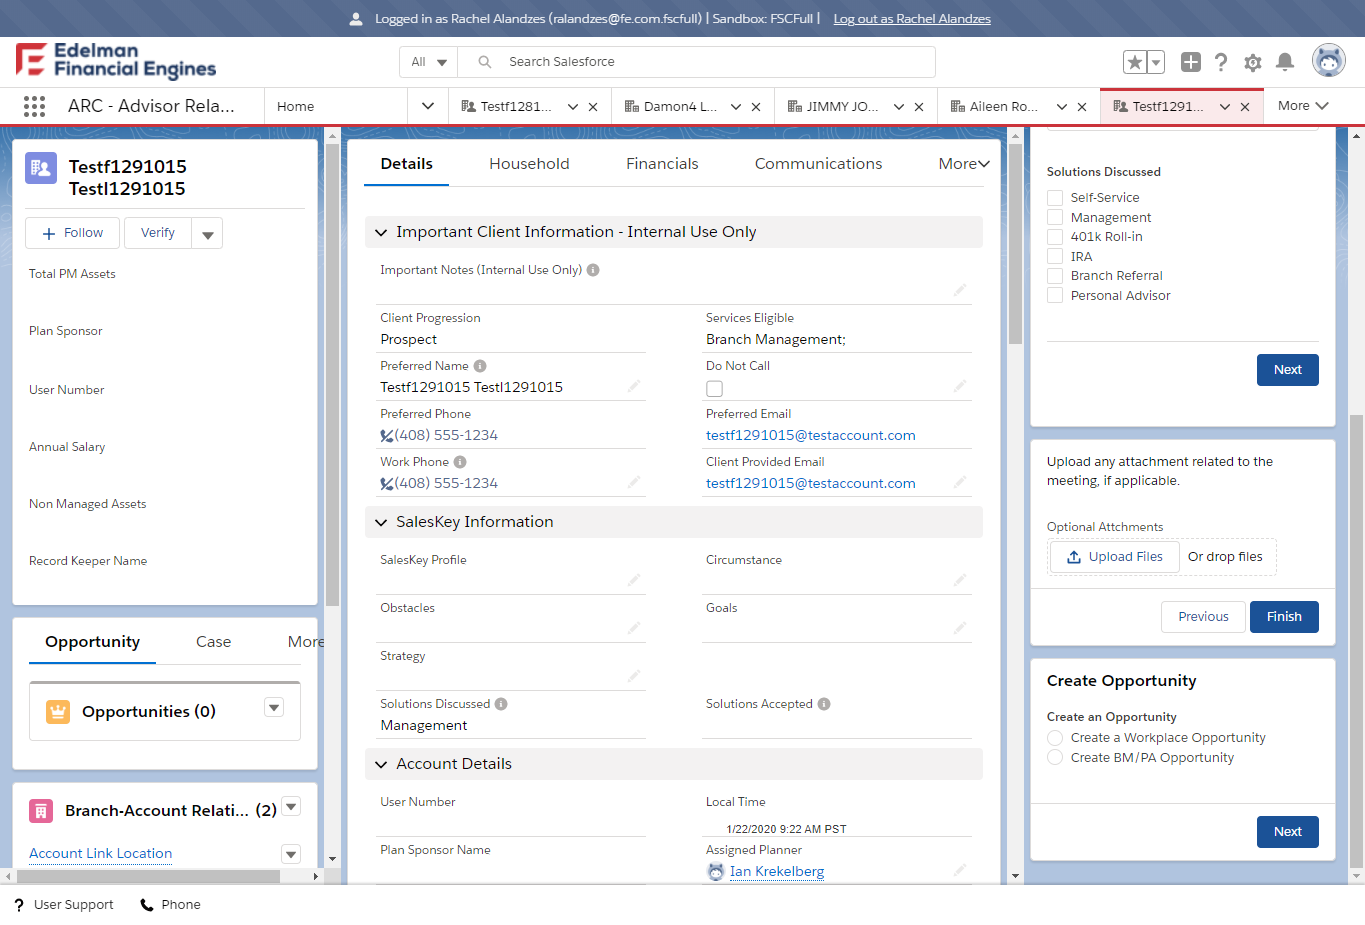 Logged in as Rachel Alandzes (ralandzes@fe.com.fscfull) | Sandbox: FSCFull | Log out as Rachel Alandzes
Edelman
Financial Engines
All
Search Salesforce
ARC - Advisor Rela...
Home
Testf1281...
Damon4 L...
JIMMY JO...
Aileen Ro...
Testf1291...
More
Testf1291015
Testl1291015
Follow
Verify
Total PM Assets
Plan Sponsor
User Number
Annual Salary
Non Managed Assets
Record Keeper Name
Opportunity
Case
More
Opportunities (0)
Branch-Account Relati... (2)
Account Link Location
Details
Household
Financials
Communications
More
Important Client Information - Internal Use Only
Important Notes (Internal Use Only)
Client Progression
Prospect
Services Eligible
Branch Management;
Preferred Name
Testf1291015 Testl1291015
Do Not Call
Preferred Phone
(408) 555-1234
Preferred Email
testf1291015@testaccount.com
Work Phone
(408) 555-1234
Client Provided Email
testf1291015@testaccount.com
SalesKey Information
SalesKey Profile
Circumstance
Obstacles
Goals
Strategy
Solutions Discussed
Management
Solutions Accepted
Account Details
User Number
Local Time
1/22/2020 9:22 AM PST
Plan Sponsor Name
Assigned Planner
Ian Krekelberg
Solutions Discussed
Self-Service
Management
401k Roll-in
IRA
Branch Referral
Personal Advisor
Next
Upload any attachment related to the
meeting, if applicable.
Optional Attchments
Upload Files
Or drop files
Previous
Finish
Create Opportunity
Create an Opportunity
Create a Workplace Opportunity
Create BM/PA Opportunity
Next
User Support
Phone